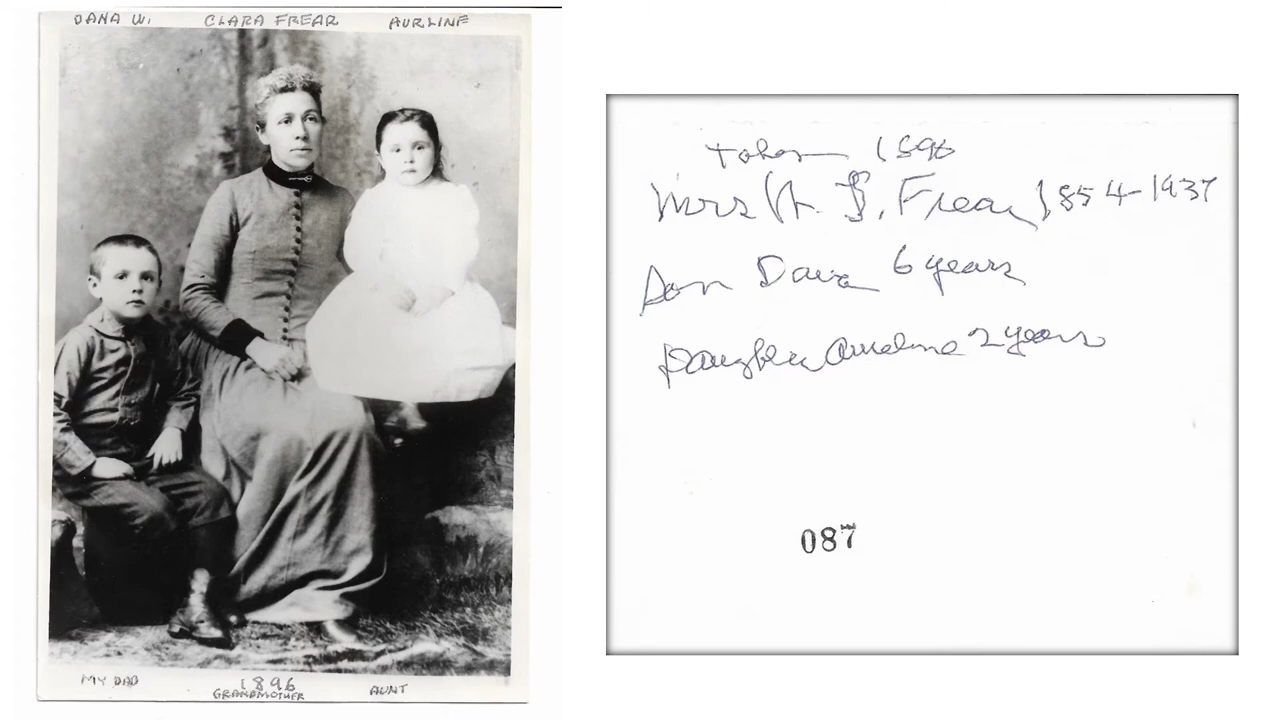 DANA W. CLARA FREAR AURLINE
MY DAD 1896 AUNT
GRANDMOTHER
taken 1896
Mrs H. S. Frear 1854-1937
Son Dana 6 years
Daughter Aureline 2 years
087